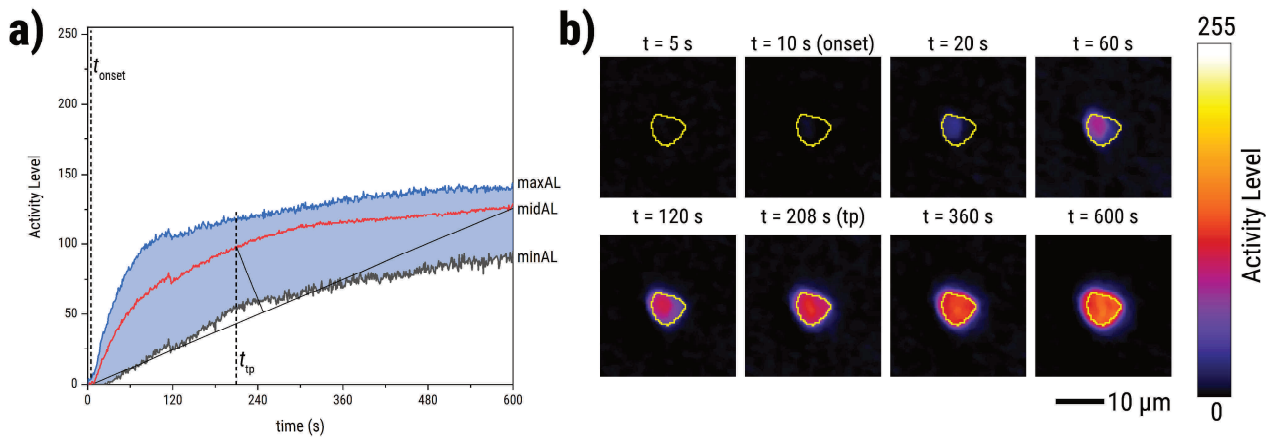 a)
250
200
150
100
50
0
Activity Level
t onset
t tp
maxAL
midAL
minAL
0 120 240 360 480 600
time (s)
b)
t = 5 s t = 10 s (onset) t = 20 s t = 60 s
t = 120 s t = 208 s (tp) t = 360 s t = 600 s
10 µm
255
Activity Level
0